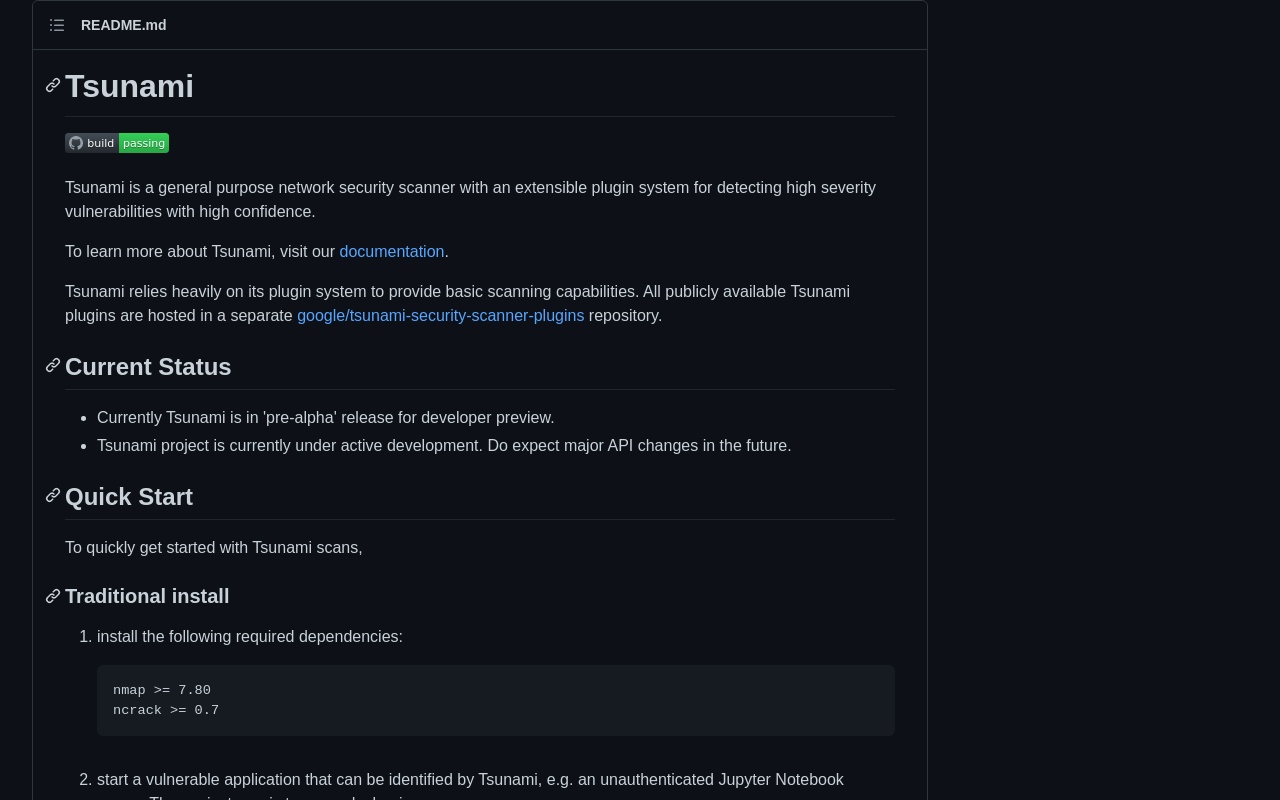 README.md
Tsunami
build passing
Tsunami is a general purpose network security scanner with an extensible plugin system for detecting high severity
vulnerabilities with high confidence.
To learn more about Tsunami, visit our documentation.
Tsunami relies heavily on its plugin system to provide basic scanning capabilities. All publicly available Tsunami
plugins are hosted in a separate google/tsunami-security-scanner-plugins repository.
Current Status
• Currently Tsunami is in 'pre-alpha' release for developer preview.
• Tsunami project is currently under active development. Do expect major API changes in the future.
Quick Start
To quickly get started with Tsunami scans,
Traditional install
1. install the following required dependencies:
nmap >= 7.80
ncrack >= 0.7
2. start a vulnerable application that can be identified by Tsunami, e.g. an unauthenticated Jupyter Notebook